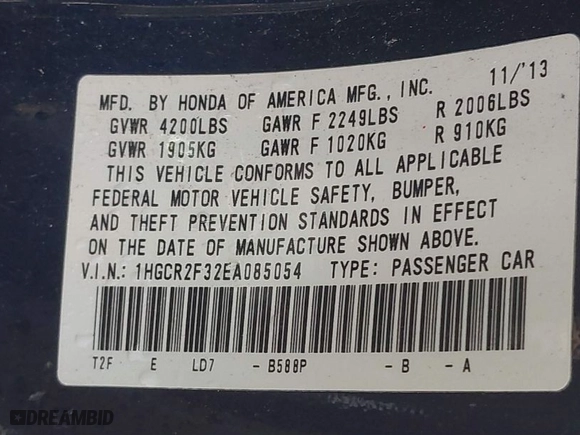 MFD. BY HONDA OF AMERICA MFG., INC. 11/'13
GVWR 4200LBS GAWR F 2249LBS R 2006LBS
GVWR 1905KG GAWR F 1020KG R 910KG
THIS VEHICLE CONFORMS TO ALL APPLICABLE
FEDERAL MOTOR VEHICLE SAFETY, BUMPER,
AND THEFT PREVENTION STANDARDS IN EFFECT
ON THE DATE OF MANUFACTURE SHOWN ABOVE.
V.I.N.: 1HGCR2F32EA085054 TYPE: PASSENGER CAR
T2F E LD7 - B588P - B - A
DREAMBID